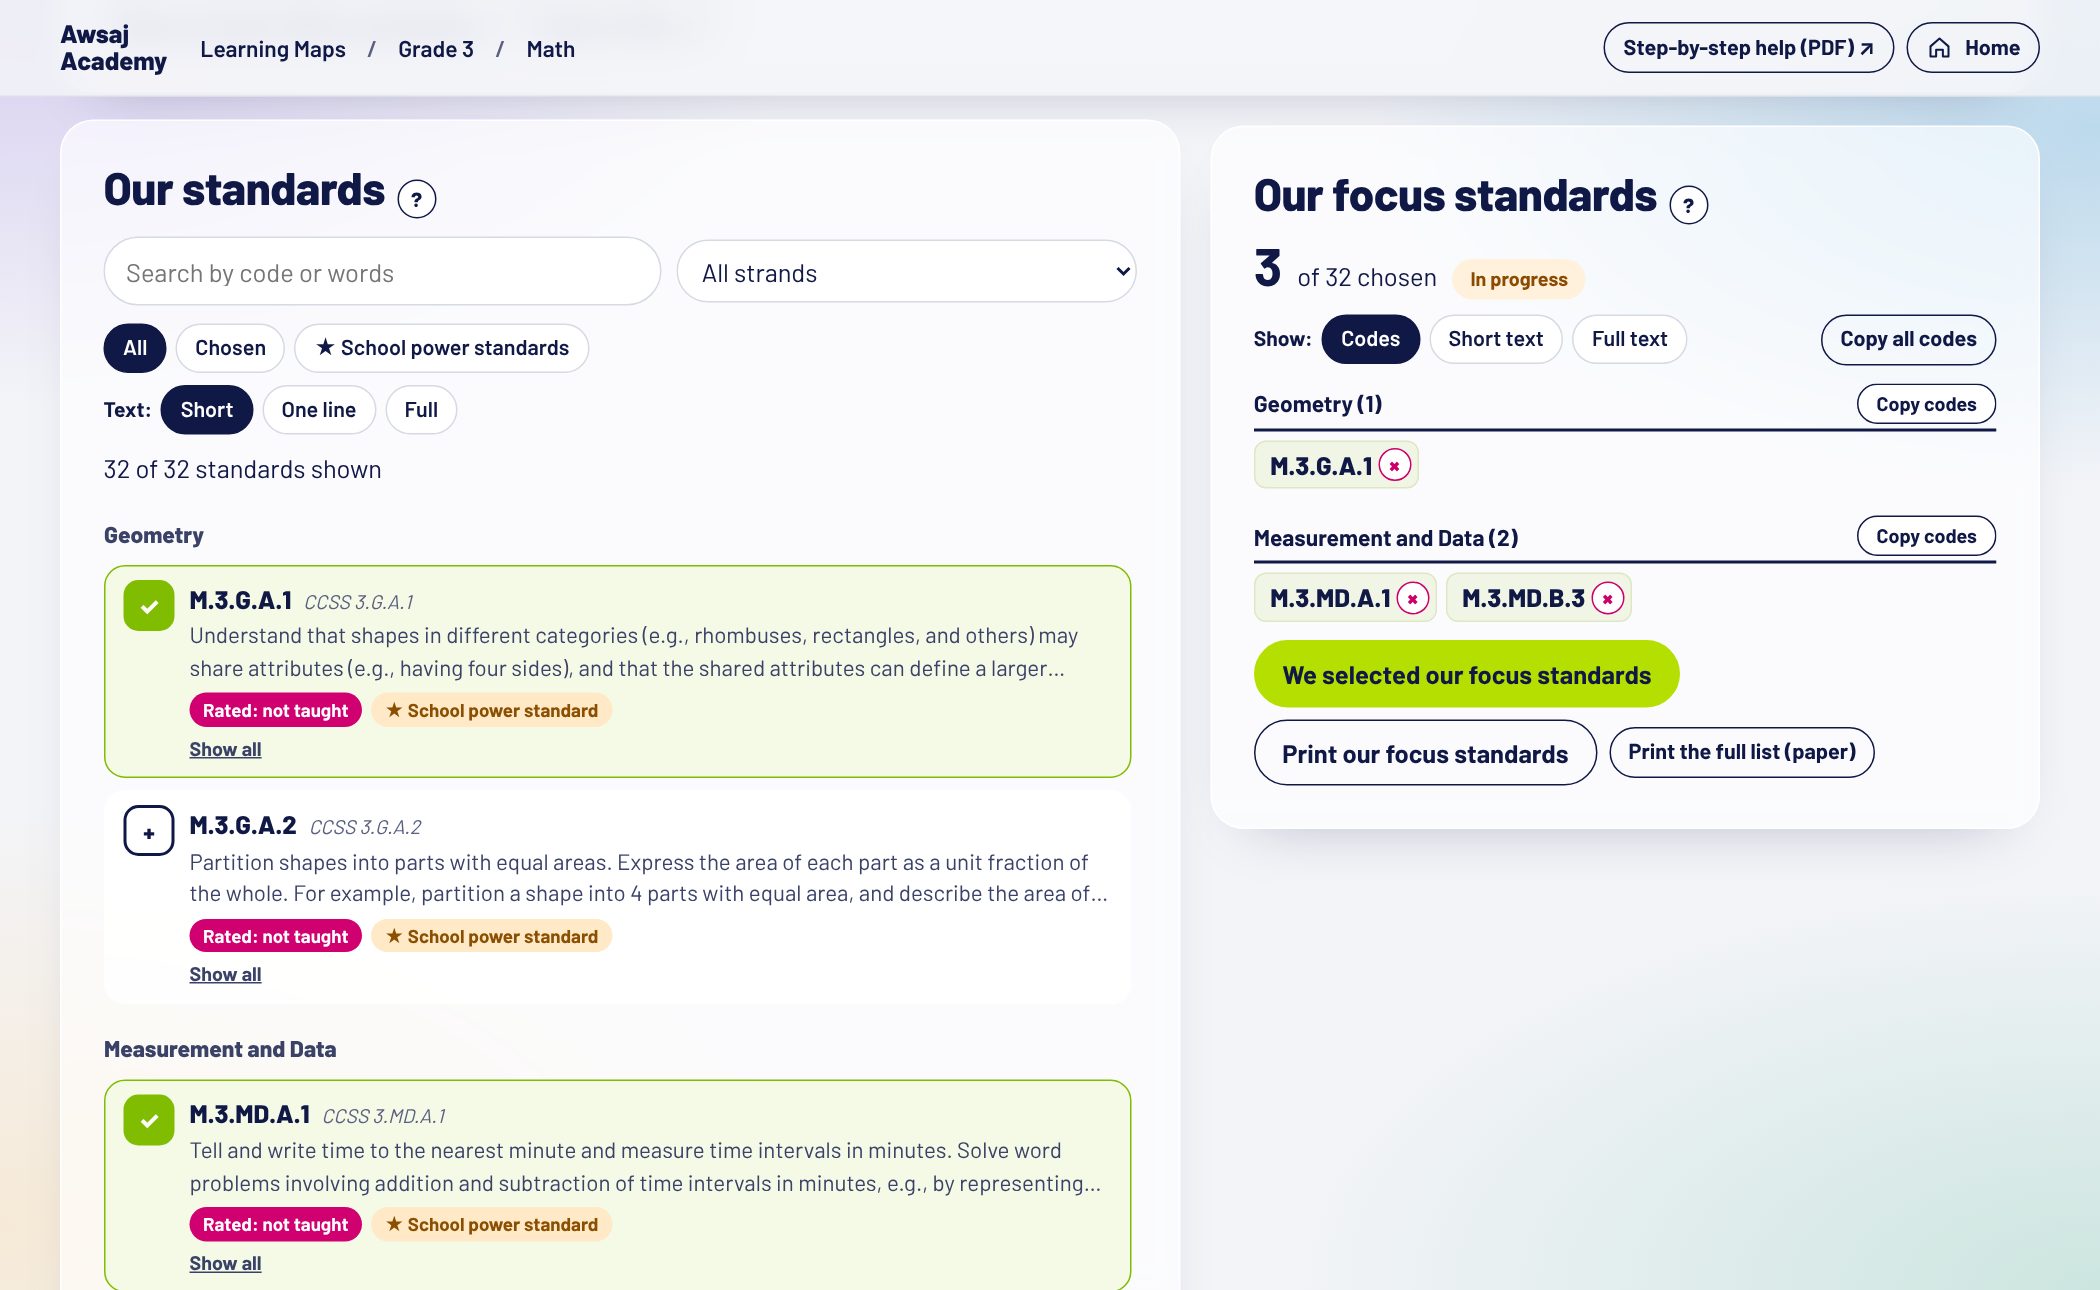 Awsaj
Academy
Learning Maps / Grade 3 / Math
Step-by-step help (PDF) ↗
Home
Our standards ?
Search by code or words
All strands
All
Chosen
★ School power standards
Text: Short One line Full
32 of 32 standards shown
Geometry
M.3.G.A.1 CCSS 3.G.A.1
Understand that shapes in different categories (e.g., rhombuses, rectangles, and others) may
share attributes (e.g., having four sides), and that the shared attributes can define a larger...
Rated: not taught ★ School power standard
Show all
+ M.3.G.A.2 CCSS 3.G.A.2
Partition shapes into parts with equal areas. Express the area of each part as a unit fraction of
the whole. For example, partition a shape into 4 parts with equal area, and describe the area of...
Rated: not taught ★ School power standard
Show all
Measurement and Data
M.3.MD.A.1 CCSS 3.MD.A.1
Tell and write time to the nearest minute and measure time intervals in minutes. Solve word
problems involving addition and subtraction of time intervals in minutes, e.g., by representing...
Rated: not taught ★ School power standard
Show all
Our focus standards ?
3 of 32 chosen In progress
Show: Codes Short text Full text Copy all codes
Geometry (1) Copy codes
M.3.G.A.1 ×
Measurement and Data (2) Copy codes
M.3.MD.A.1 × M.3.MD.B.3 ×
We selected our focus standards
Print our focus standards Print the full list (paper)